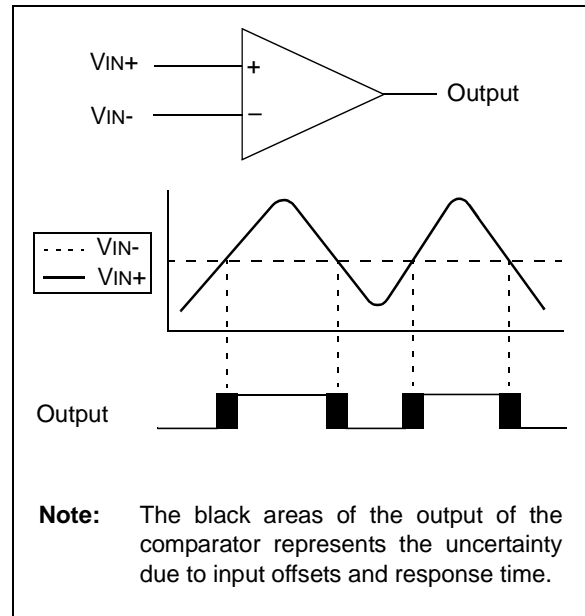 VIN+
+
Output
VIN-
–
VIN-
VIN+
Output
Note: The black areas of the output of the
comparator represents the uncertainty
due to input offsets and response time.